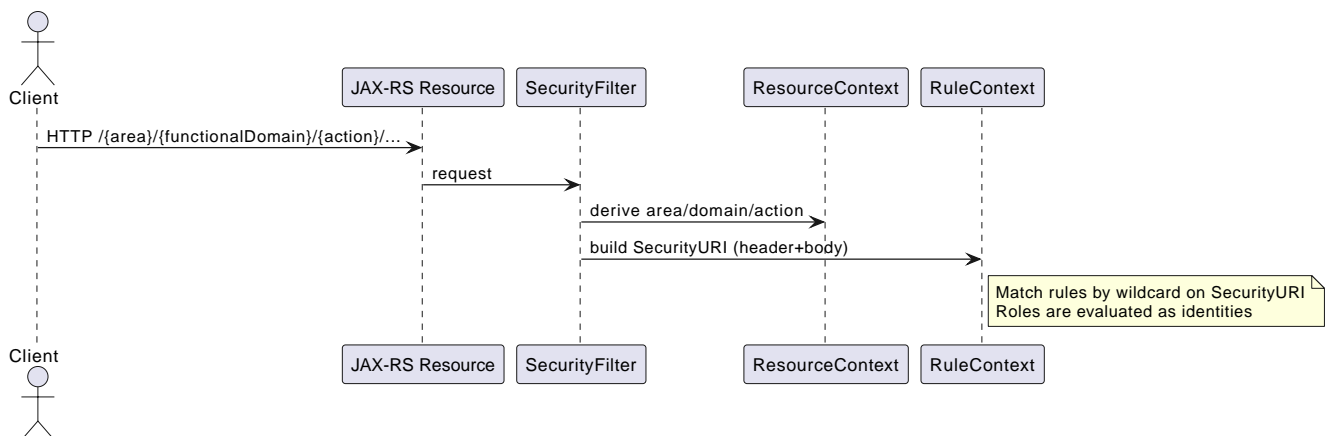 Client
JAX-RS Resource
SecurityFilter
ResourceContext
RuleContext
HTTP /{area}/{functionalDomain}/{action}/...
request
derive area/domain/action
build SecurityURI (header+body)
Match rules by wildcard on SecurityURI
Roles are evaluated as identities
Client
JAX-RS Resource
SecurityFilter
ResourceContext
RuleContext